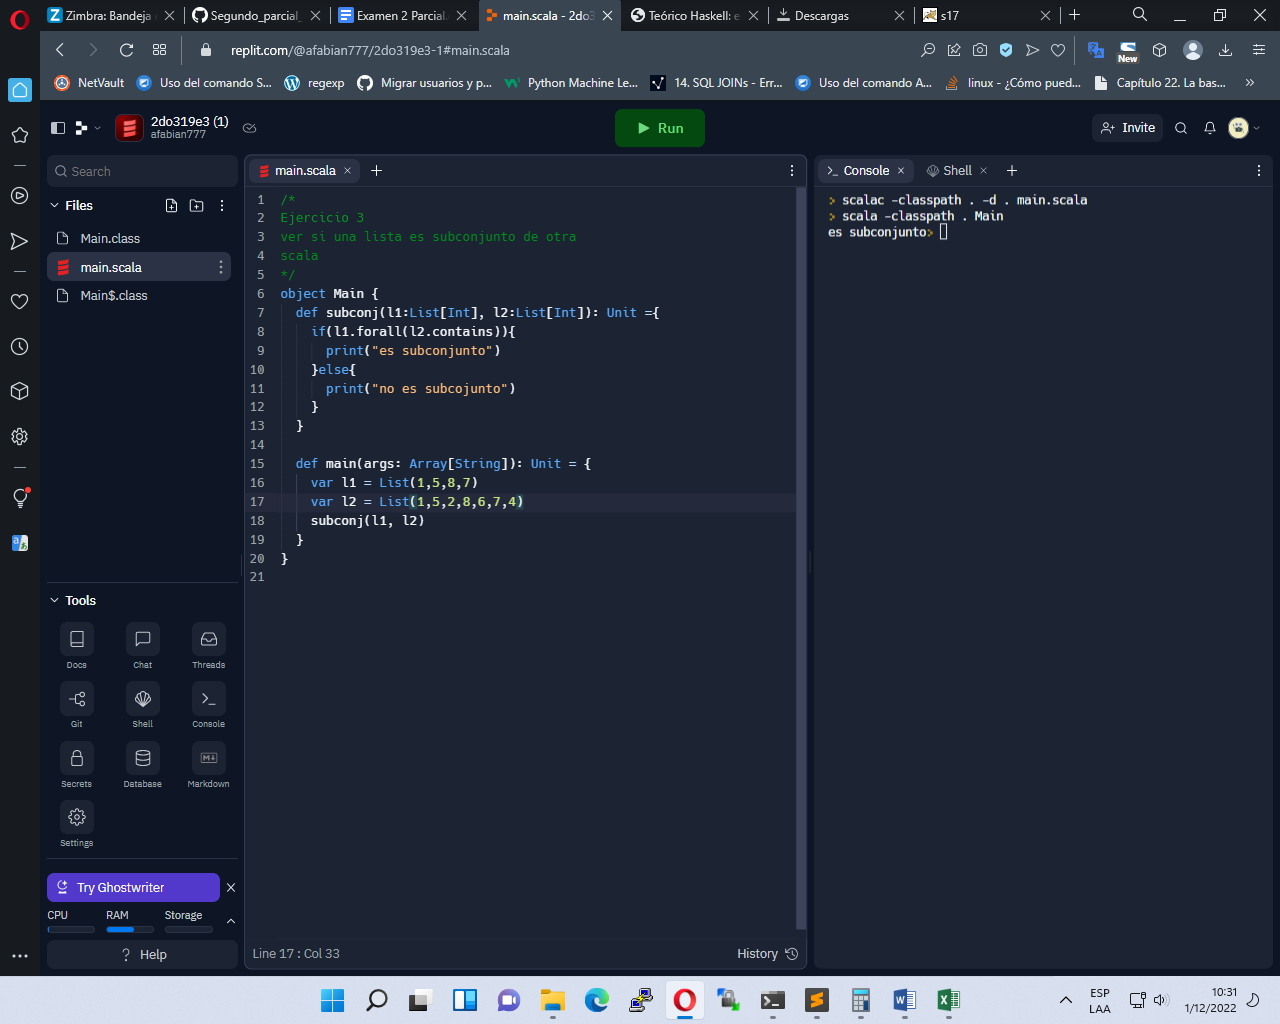 Zimbra: Bandeja
Segundo_parcial_
Examen 2 Parcial.
main.scala - 2do3
Teórico Haskell: e
Descargas
s17
replit.com/@afabian777/2do319e3-1#main.scala
New
NetVault
Uso del comando S...
regexp
Migrar usuarios y p...
Python Machine Le...
14. SQL JOINs - Err...
Uso del comando A...
linux - ¿Cómo pued...
Capítulo 22. La bas...
2do319e3 (1)
afabian777
Run
Invite
Search
Files
Main.class
main.scala
Main$.class
Tools
Docs
Chat
Threads
Git
Shell
Console
Secrets
Database
Markdown
Settings
Try Ghostwriter
CPU
RAM
Storage
? Help
main.scala
1 /*
2 Ejercicio 3
3 ver si una lista es subconjunto de otra
4 scala
5 */
6 object Main {
7 def subconj(l1:List[Int], l2:List[Int]): Unit ={
8 if(l1.forall(l2.contains)){
9 print("es subconjunto")
10 }else{
11 print("no es subcojunto")
12 }
13 }
14
15 def main(args: Array[String]): Unit = {
16 var l1 = List(1,5,8,7)
17 var l2 = List(1,5,2,8,6,7,4)
18 subconj(l1, l2)
19 }
20 }
21
Line 17 : Col 33
History
Console
Shell
> scalac -classpath . -d . main.scala
> scala -classpath . Main
es subconjunto>
ESP
LAA
10:31
1/12/2022